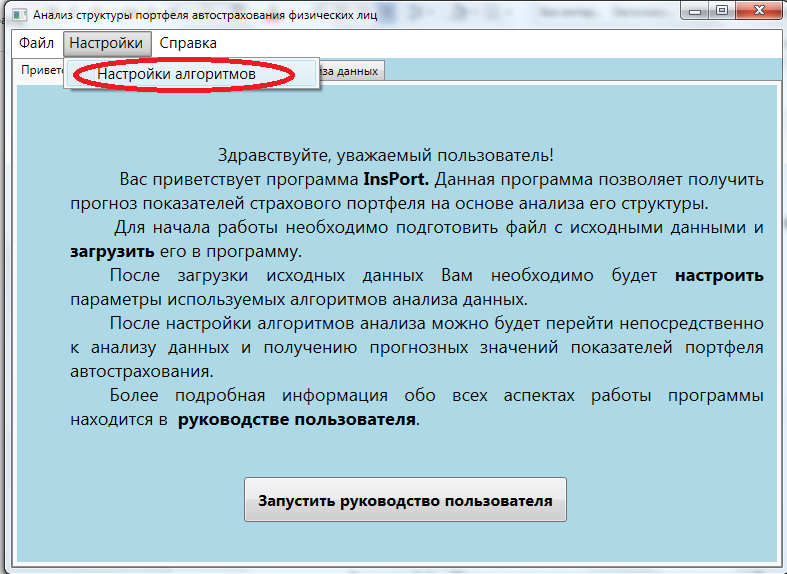 Анализ структуры портфеля автострахования физических лиц
Файл Настройки Справка
Настройки алгоритмов
данных
Здравствуйте, уважаемый пользователь!
Вас приветствует программа InsPort. Данная программа позволяет получить
прогноз показателей страхового портфеля на основе анализа его структуры.
Для начала работы необходимо подготовить файл с исходными данными и
загрузить его в программу.
После загрузки исходных данных Вам необходимо будет настроить
параметры используемых алгоритмов анализа данных.
После настройки алгоритмов анализа можно будет перейти непосредственно
к анализу данных и получению прогнозных значений показателей портфеля
автострахования.
Более подробная информация обо всех аспектах работы программы
находится в руководстве пользователя.
Запустить руководство пользователя